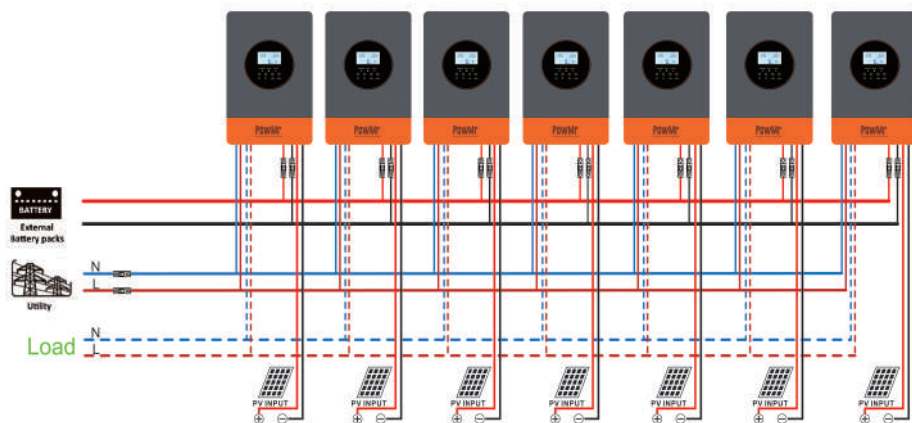 PowMr PowMr PowMr PowMr PowMr PowMr PowMr
BATTERY
External
Battery packs
N
L
Utility
N
Load
L
PV INPUT PV INPUT PV INPUT PV INPUT PV INPUT PV INPUT PV INPUT